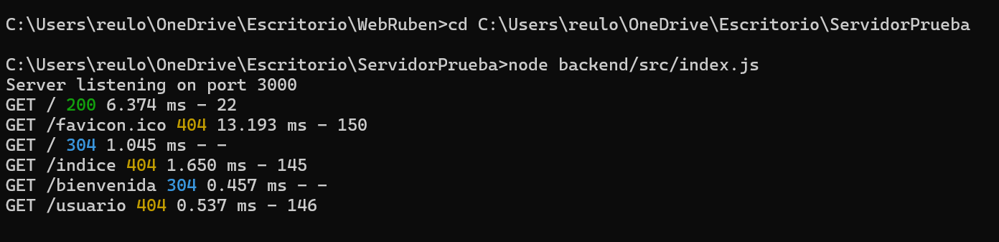 C:\Users\reulo\OneDrive\Escritorio\WebRuben>cd C:\Users\reulo\OneDrive\Escritorio\ServidorPrueba
C:\Users\reulo\OneDrive\Escritorio\ServidorPrueba>node backend/src/index.js
Server listening on port 3000
GET / 200 6.374 ms - 22
GET /favicon.ico 404 13.193 ms - 150
GET / 304 1.045 ms - -
GET /indice 404 1.650 ms - 145
GET /bienvenida 304 0.457 ms - -
GET /usuario 404 0.537 ms - 146